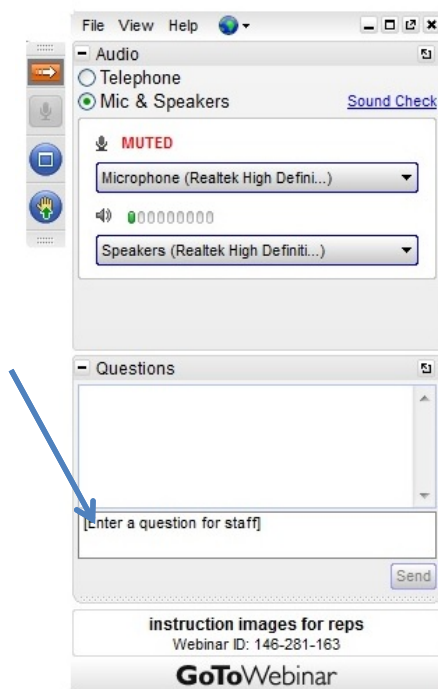 File View Help
Audio
Telephone
Mic & Speakers Sound Check
MUTED
Microphone (Realtek High Defini...)
Speakers (Realtek High Definiti...)
Questions
[Enter a question for staff]
Send
instruction images for reps
Webinar ID: 146-281-163
GoToWebinar